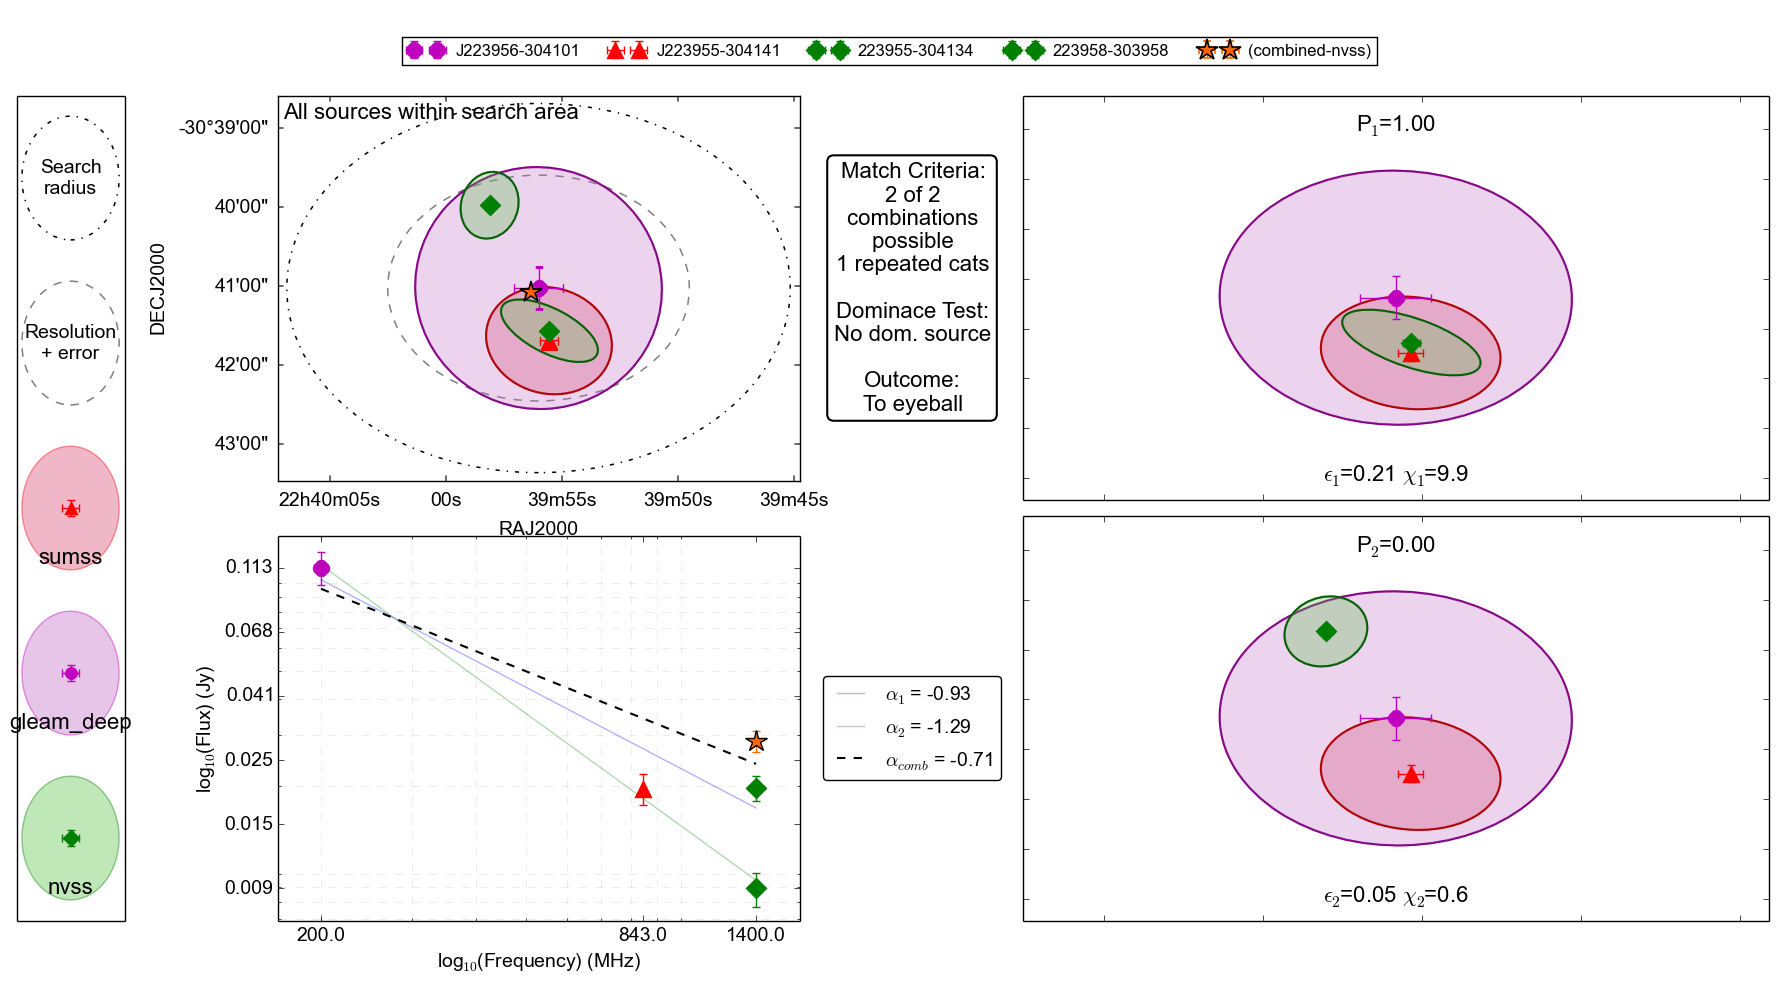 J223956-304101
J223955-304141
223955-304134
223958-303958
(combined-nvss)
Search
radius
Resolution
+ error
sumss
gleam_deep
nvss
All sources within search area
DECJ2000
-30°39'00"
40'00"
41'00"
42'00"
43'00"
22h40m05s
00s
39m55s
39m50s
39m45s
RAJ2000
Match Criteria:
2 of 2
combinations
possible
1 repeated cats
Dominace Test:
No dom. source
Outcome:
To eyeball
P₁=1.00
ϵ₁=0.21 χ₁=9.9
P₂=0.00
ϵ₂=0.05 χ₂=0.6
log₁₀(Flux) (Jy)
0.113
0.068
0.041
0.025
0.015
0.009
200.0
843.0
1400.0
log₁₀(Frequency) (MHz)
α₁ = -0.93
α₂ = -1.29
α_comb = -0.71